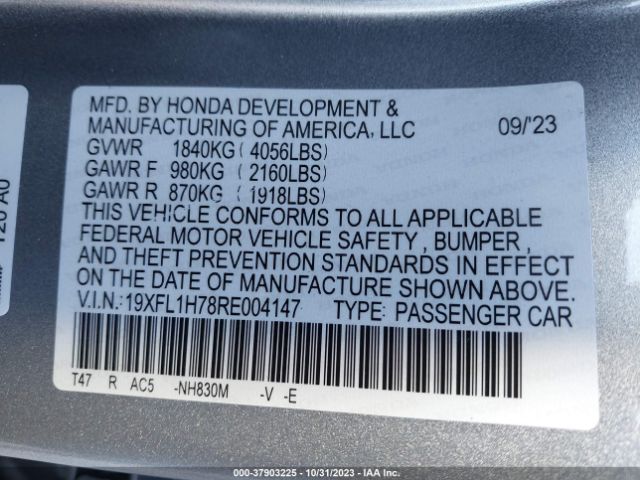 MFD. BY HONDA DEVELOPMENT &
MANUFACTURING OF AMERICA, LLC 09/'23
GVWR 1840KG ( 4056LBS)
GAWR F 980KG ( 2160LBS)
GAWR R 870KG ( 1918LBS)
THIS VEHICLE CONFORMS TO ALL APPLICABLE
FEDERAL MOTOR VEHICLE SAFETY , BUMPER ,
AND THEFT PREVENTION STANDARDS IN EFFECT
ON THE DATE OF MANUFACTURE SHOWN ABOVE.
V.I.N.: 19XFL1H78RE004147 TYPE: PASSENGER CAR
T47 R AC5 -NH830M -V -E
120 A0
000-37903225 - 10/31/2023 - IAA Inc.